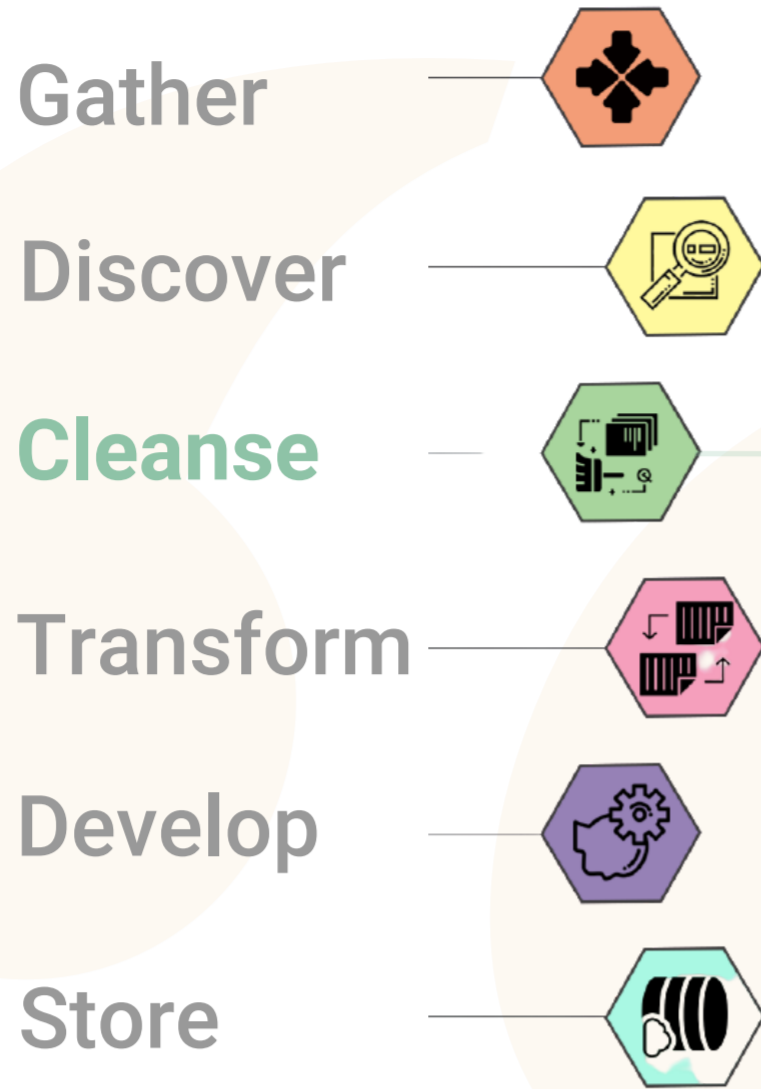 Gather
Discover
Cleanse
Transform
Develop
Store